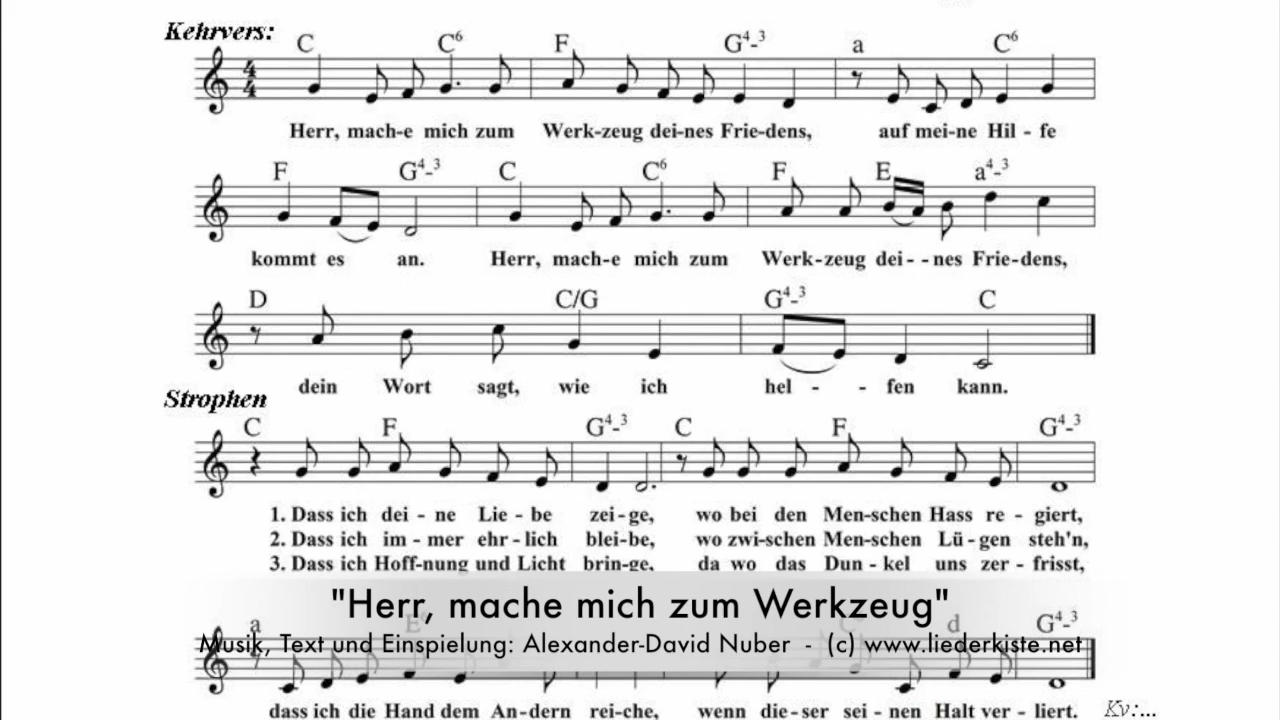 Kehrvers:
C C6 F G4-3 a C6
4/4
Herr, mach-e mich zum Werk-zeug dei-nes Frie-dens, auf mei-ne Hil - fe
F G4-3 C C6 F E a4-3
kommt es an. Herr, mach-e mich zum Werk-zeug dei - - nes Frie-dens,
D C/G G4-3 C
dein Wort sagt, wie ich hel - - fen kann.
Strophen
C F G4-3 C F G4-3
1. Dass ich dei - ne Lie - be zei-ge, wo bei den Men-schen Hass re - giert,
2. Dass ich im - mer ehr-lich blei-be, wo zwi-schen Men-schen Lü - gen steh'n,
3. Dass ich Hoff-nung und Licht brin-ge, da wo das Dun - kel uns zer - frisst,
"Herr, mache mich zum Werkzeug"
a d G4-3
Musik, Text und Einspielung: Alexander-David Nuber - (c) www.liederkiste.net
dass ich die Hand dem An-dern rei-che, wenn die-ser sei - nen Halt ver - liert. Kv:...